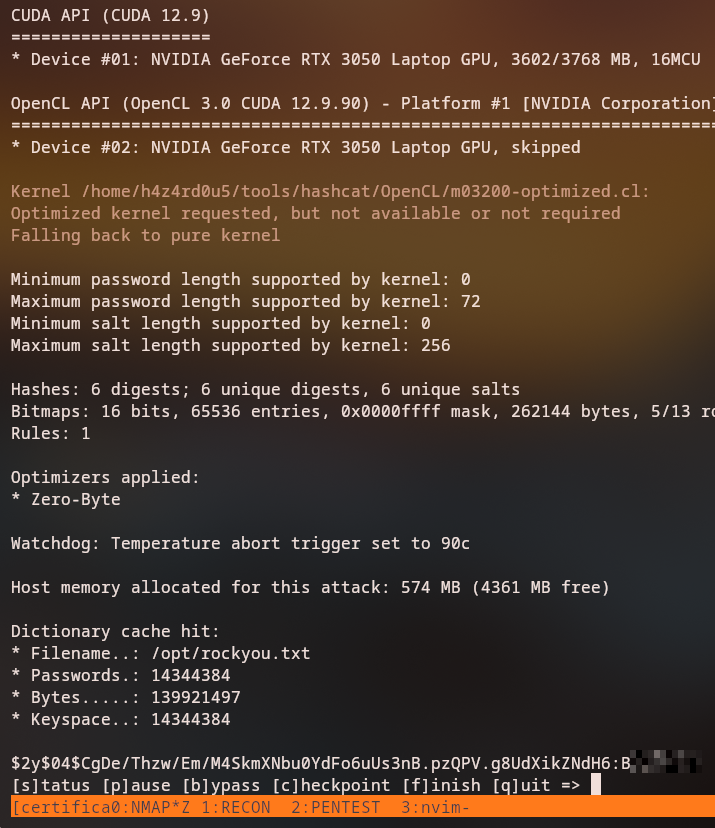 CUDA API (CUDA 12.9)
====================
* Device #01: NVIDIA GeForce RTX 3050 Laptop GPU, 3602/3768 MB, 16MCU
OpenCL API (OpenCL 3.0 CUDA 12.9.90) - Platform #1 [NVIDIA Corporation]
=======================================================================
* Device #02: NVIDIA GeForce RTX 3050 Laptop GPU, skipped
Kernel /home/h4z4rd0u5/tools/hashcat/OpenCL/m03200-optimized.cl:
Optimized kernel requested, but not available or not required
Falling back to pure kernel
Minimum password length supported by kernel: 0
Maximum password length supported by kernel: 72
Minimum salt length supported by kernel: 0
Maximum salt length supported by kernel: 256
Hashes: 6 digests; 6 unique digests, 6 unique salts
Bitmaps: 16 bits, 65536 entries, 0x0000ffff mask, 262144 bytes, 5/13 ro
Rules: 1
Optimizers applied:
* Zero-Byte
Watchdog: Temperature abort trigger set to 90c
Host memory allocated for this attack: 574 MB (4361 MB free)
Dictionary cache hit:
* Filename..: /opt/rockyou.txt
* Passwords.: 14344384
* Bytes.....: 139921497
* Keyspace..: 14344384
$2y$04$CgDe/Thzw/Em/M4SkmXNbu0YdFo6uUs3nB.pzQPV.g8UdXikZNdH6:B
[s]tatus [p]ause [b]ypass [c]heckpoint [f]inish [q]uit =>
[certifica0:NMAP*Z 1:RECON  2:PENTEST  3:nvim-